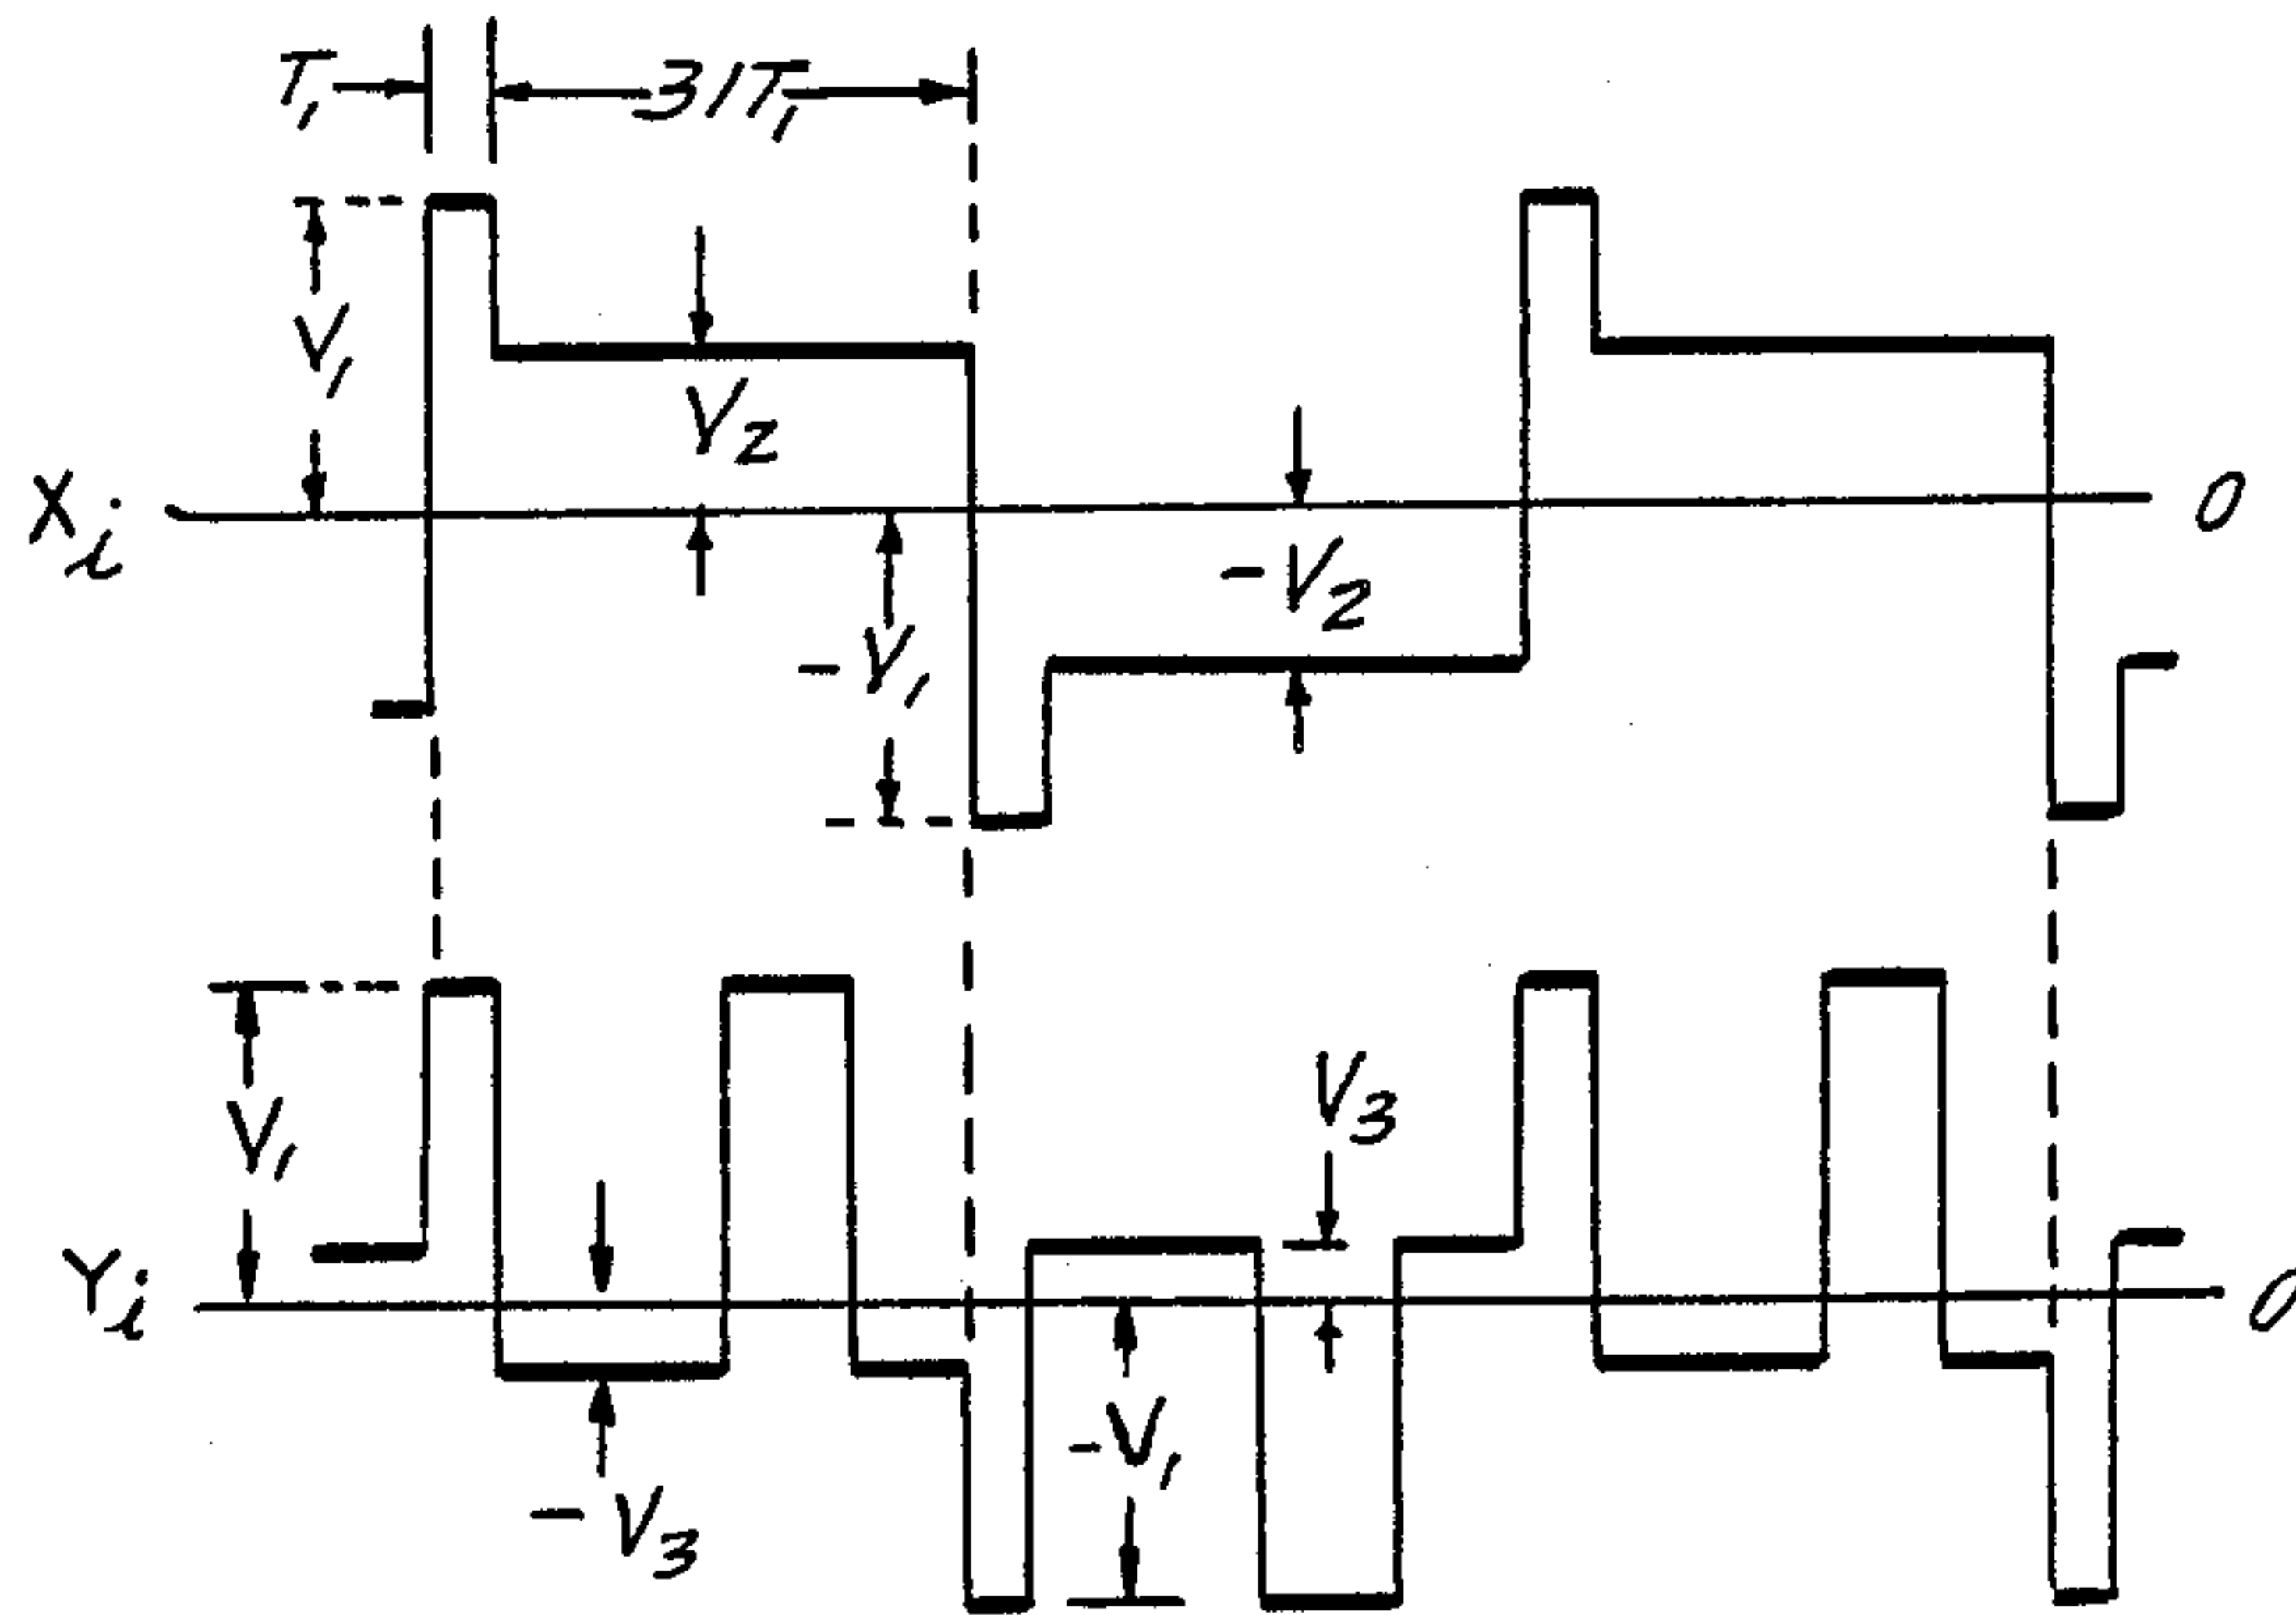 T₁
31T₁
V₁
V₂
Xᵢ
0
-V₂
-V₁
V₃
V₁
Yᵢ
0
-V₁
-V₃